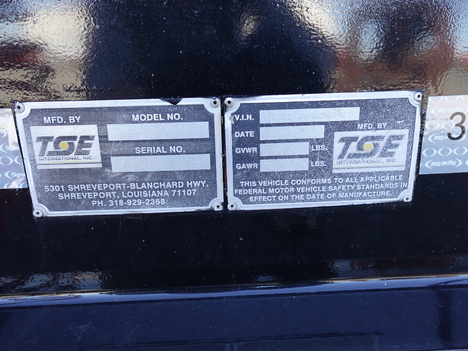 MFD. BY
MODEL NO.
TSE
INTERNATIONAL, INC.
SERIAL NO.
5301 SHREVEPORT-BLANCHARD HWY.
SHREVEPORT, LOUISIANA 71107
PH. 318-929-2368
V.I.N.
DATE
MFD. BY
GVWR LBS.
TSE
INTERNATIONAL, INC.
GAWR LBS.
THIS VEHICLE CONFORMS TO ALL APPLICABLE
FEDERAL MOTOR VEHICLE SAFETY STANDARDS IN
EFFECT ON THE DATE OF MANUFACTURE.
3